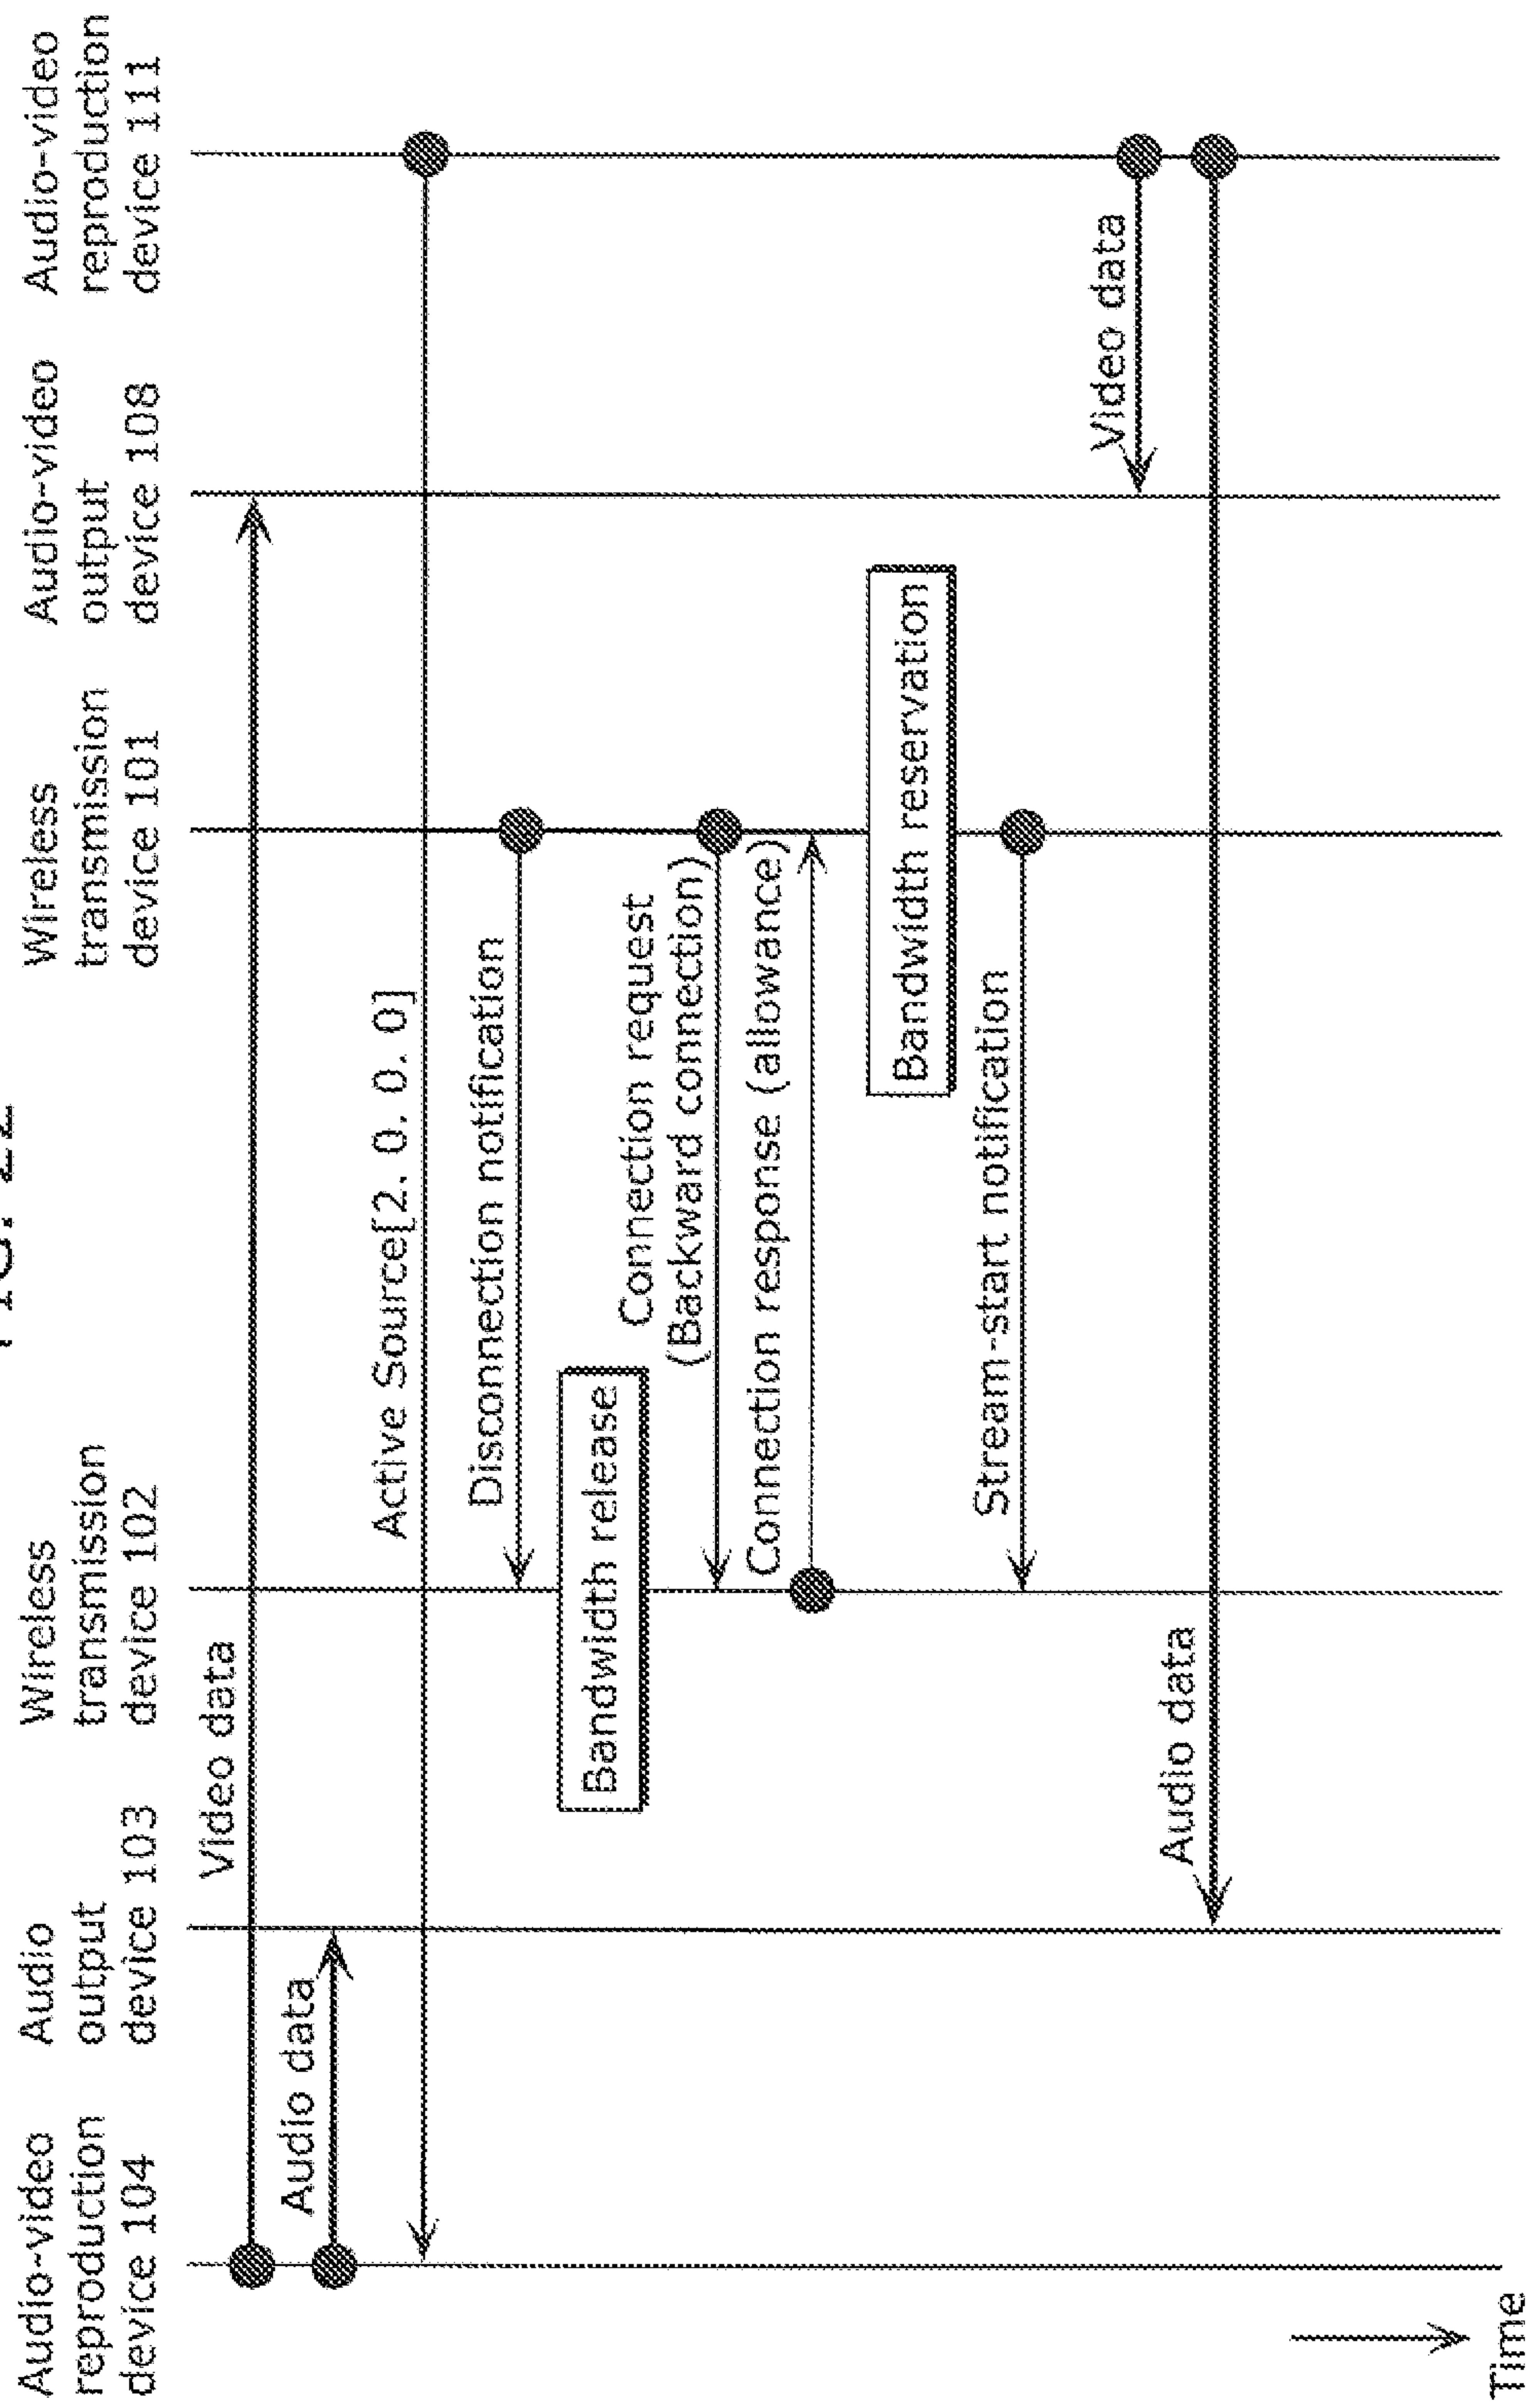 Audio-video
reproduction
device 104
Audio
output
device 103
Wireless
transmission
device 102
Wireless
transmission
device 101
Audio-video
output
device 108
Audio-video
reproduction
device 111
Video data
Audio data
Active Source[2. 0. 0. 0]
Disconnection notification
Bandwidth release
Connection request
(Backward connection)
Connection response (allowance)
Bandwidth reservation
Stream-start notification
Video data
Audio data
Time